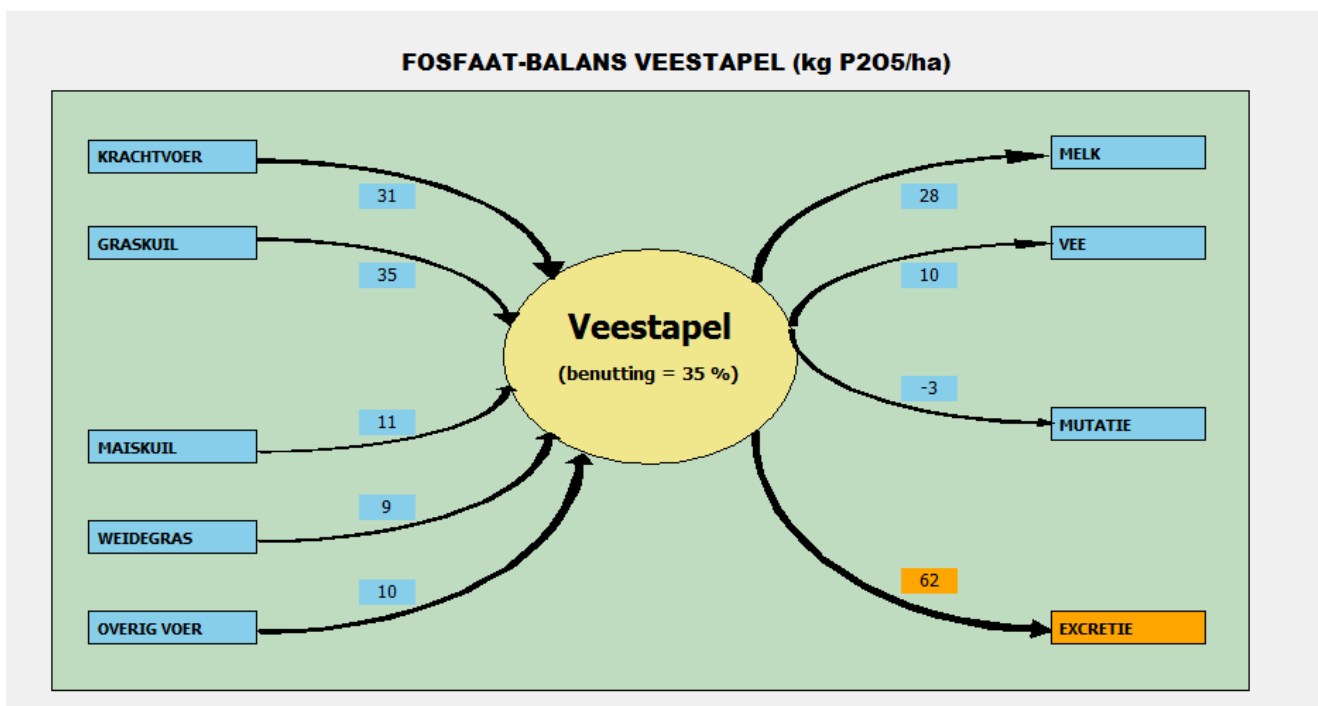 FOSFAAT-BALANS VEESTAPEL (kg P2O5/ha)
KRACHTVOER
31
GRASKUIL
35
MAISKUIL
11
WEIDEGRAS
9
OVERIG VOER
10
Veestapel
(benutting = 35 %)
MELK
28
VEE
10
-3
MUTATIE
62
EXCRETIE